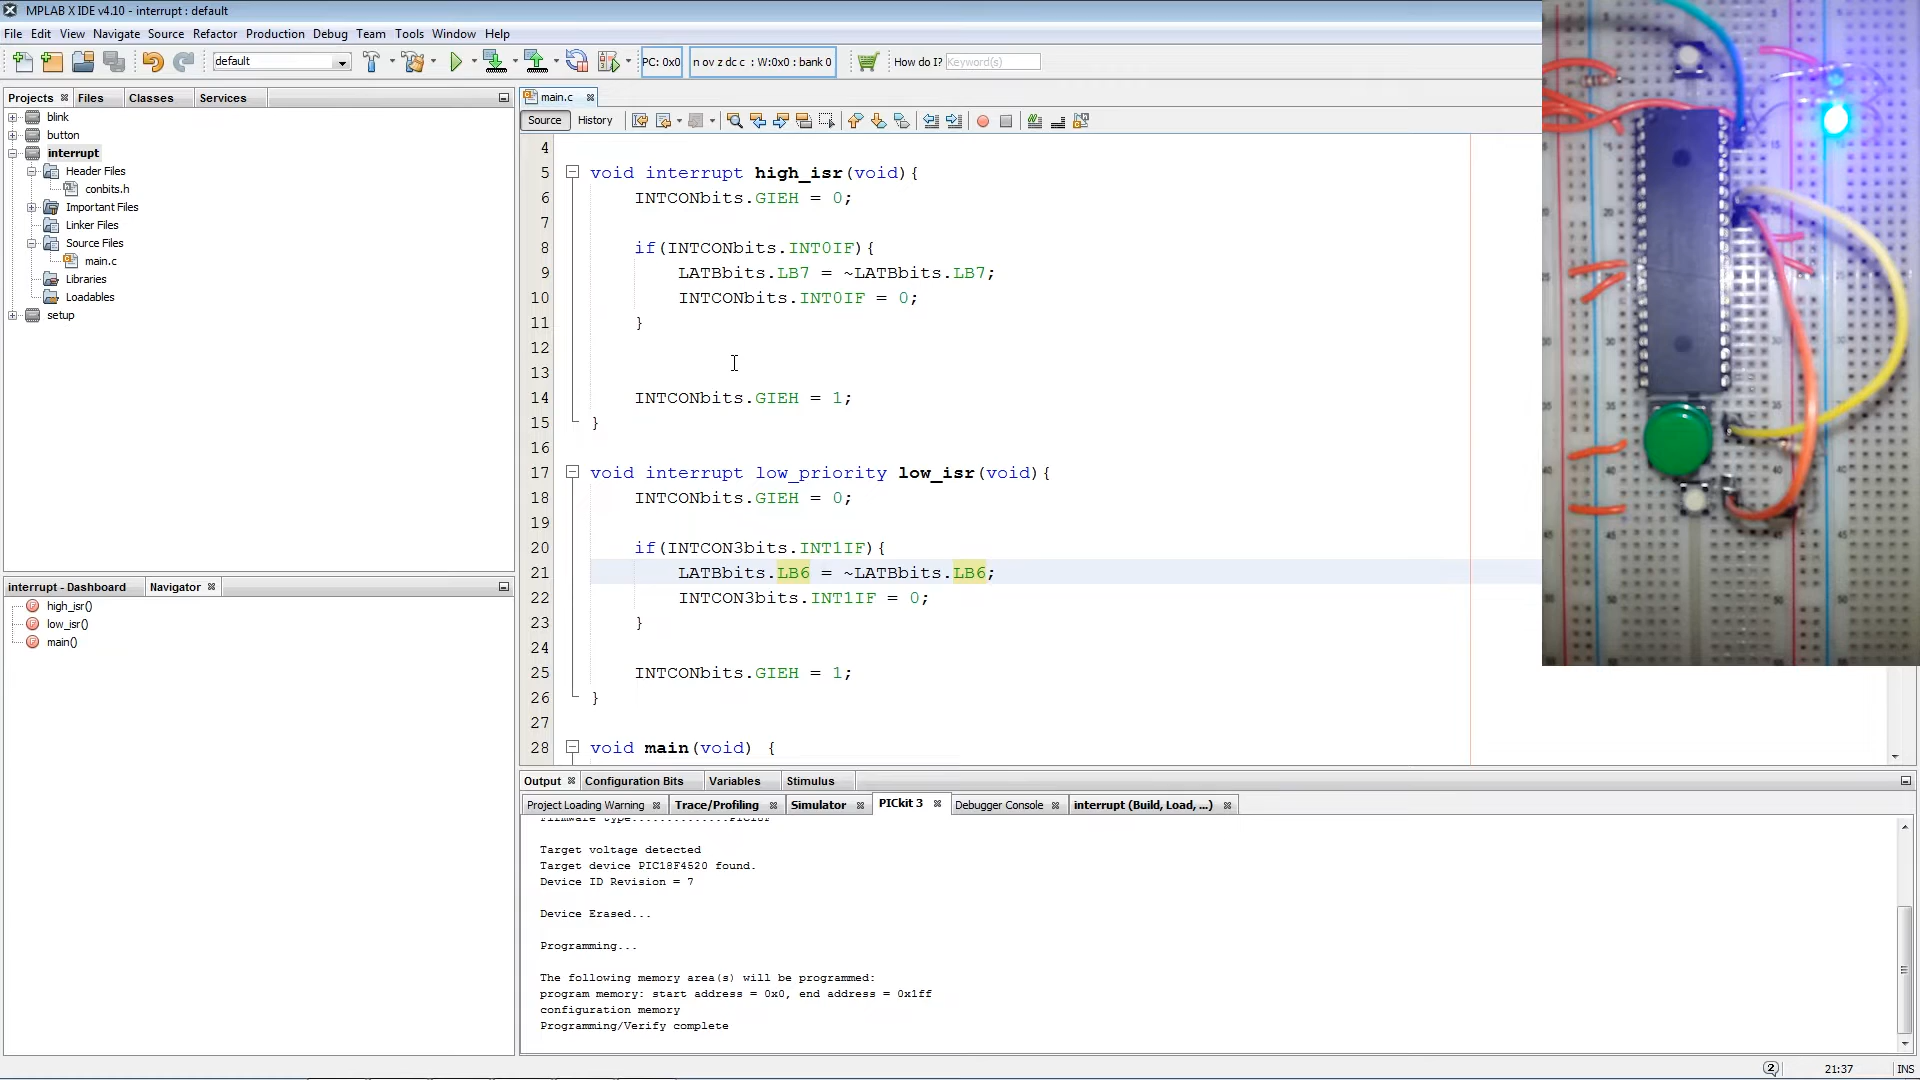 MPLAB X IDE v4.10 - interrupt : default
File Edit View Navigate Source Refactor Production Debug Team Tools Window Help
default
PC: 0x0
n ov z dc c : W:0x0 : bank 0
How do I?
Keyword(s)
Projects Files Classes Services
blink
button
interrupt
Header Files
conbits.h
Important Files
Linker Files
Source Files
main.c
Libraries
Loadables
setup
interrupt - Dashboard Navigator
high_isr()
low_isr()
main()
main.c
Source History
4
5 void interrupt high_isr(void){
6 INTCONbits.GIEH = 0;
7
8 if(INTCONbits.INT0IF){
9 LATBbits.LB7 = ~LATBbits.LB7;
10 INTCONbits.INT0IF = 0;
11 }
12
13
14 INTCONbits.GIEH = 1;
15 }
16
17 void interrupt low_priority low_isr(void){
18 INTCONbits.GIEH = 0;
19
20 if(INTCON3bits.INT1IF){
21 LATBbits.LB6 = ~LATBbits.LB6;
22 INTCON3bits.INT1IF = 0;
23 }
24
25 INTCONbits.GIEH = 1;
26 }
27
28 void main(void) {
Output Configuration Bits Variables Stimulus
Project Loading Warning Trace/Profiling Simulator PICkit 3 Debugger Console interrupt (Build, Load, ...)
Target voltage detected
Target device PIC18F4520 found.
Device ID Revision = 7
Device Erased...
Programming...
The following memory area(s) will be programmed:
program memory: start address = 0x0, end address = 0x1ff
configuration memory
Programming/Verify complete
2
21:37
INS